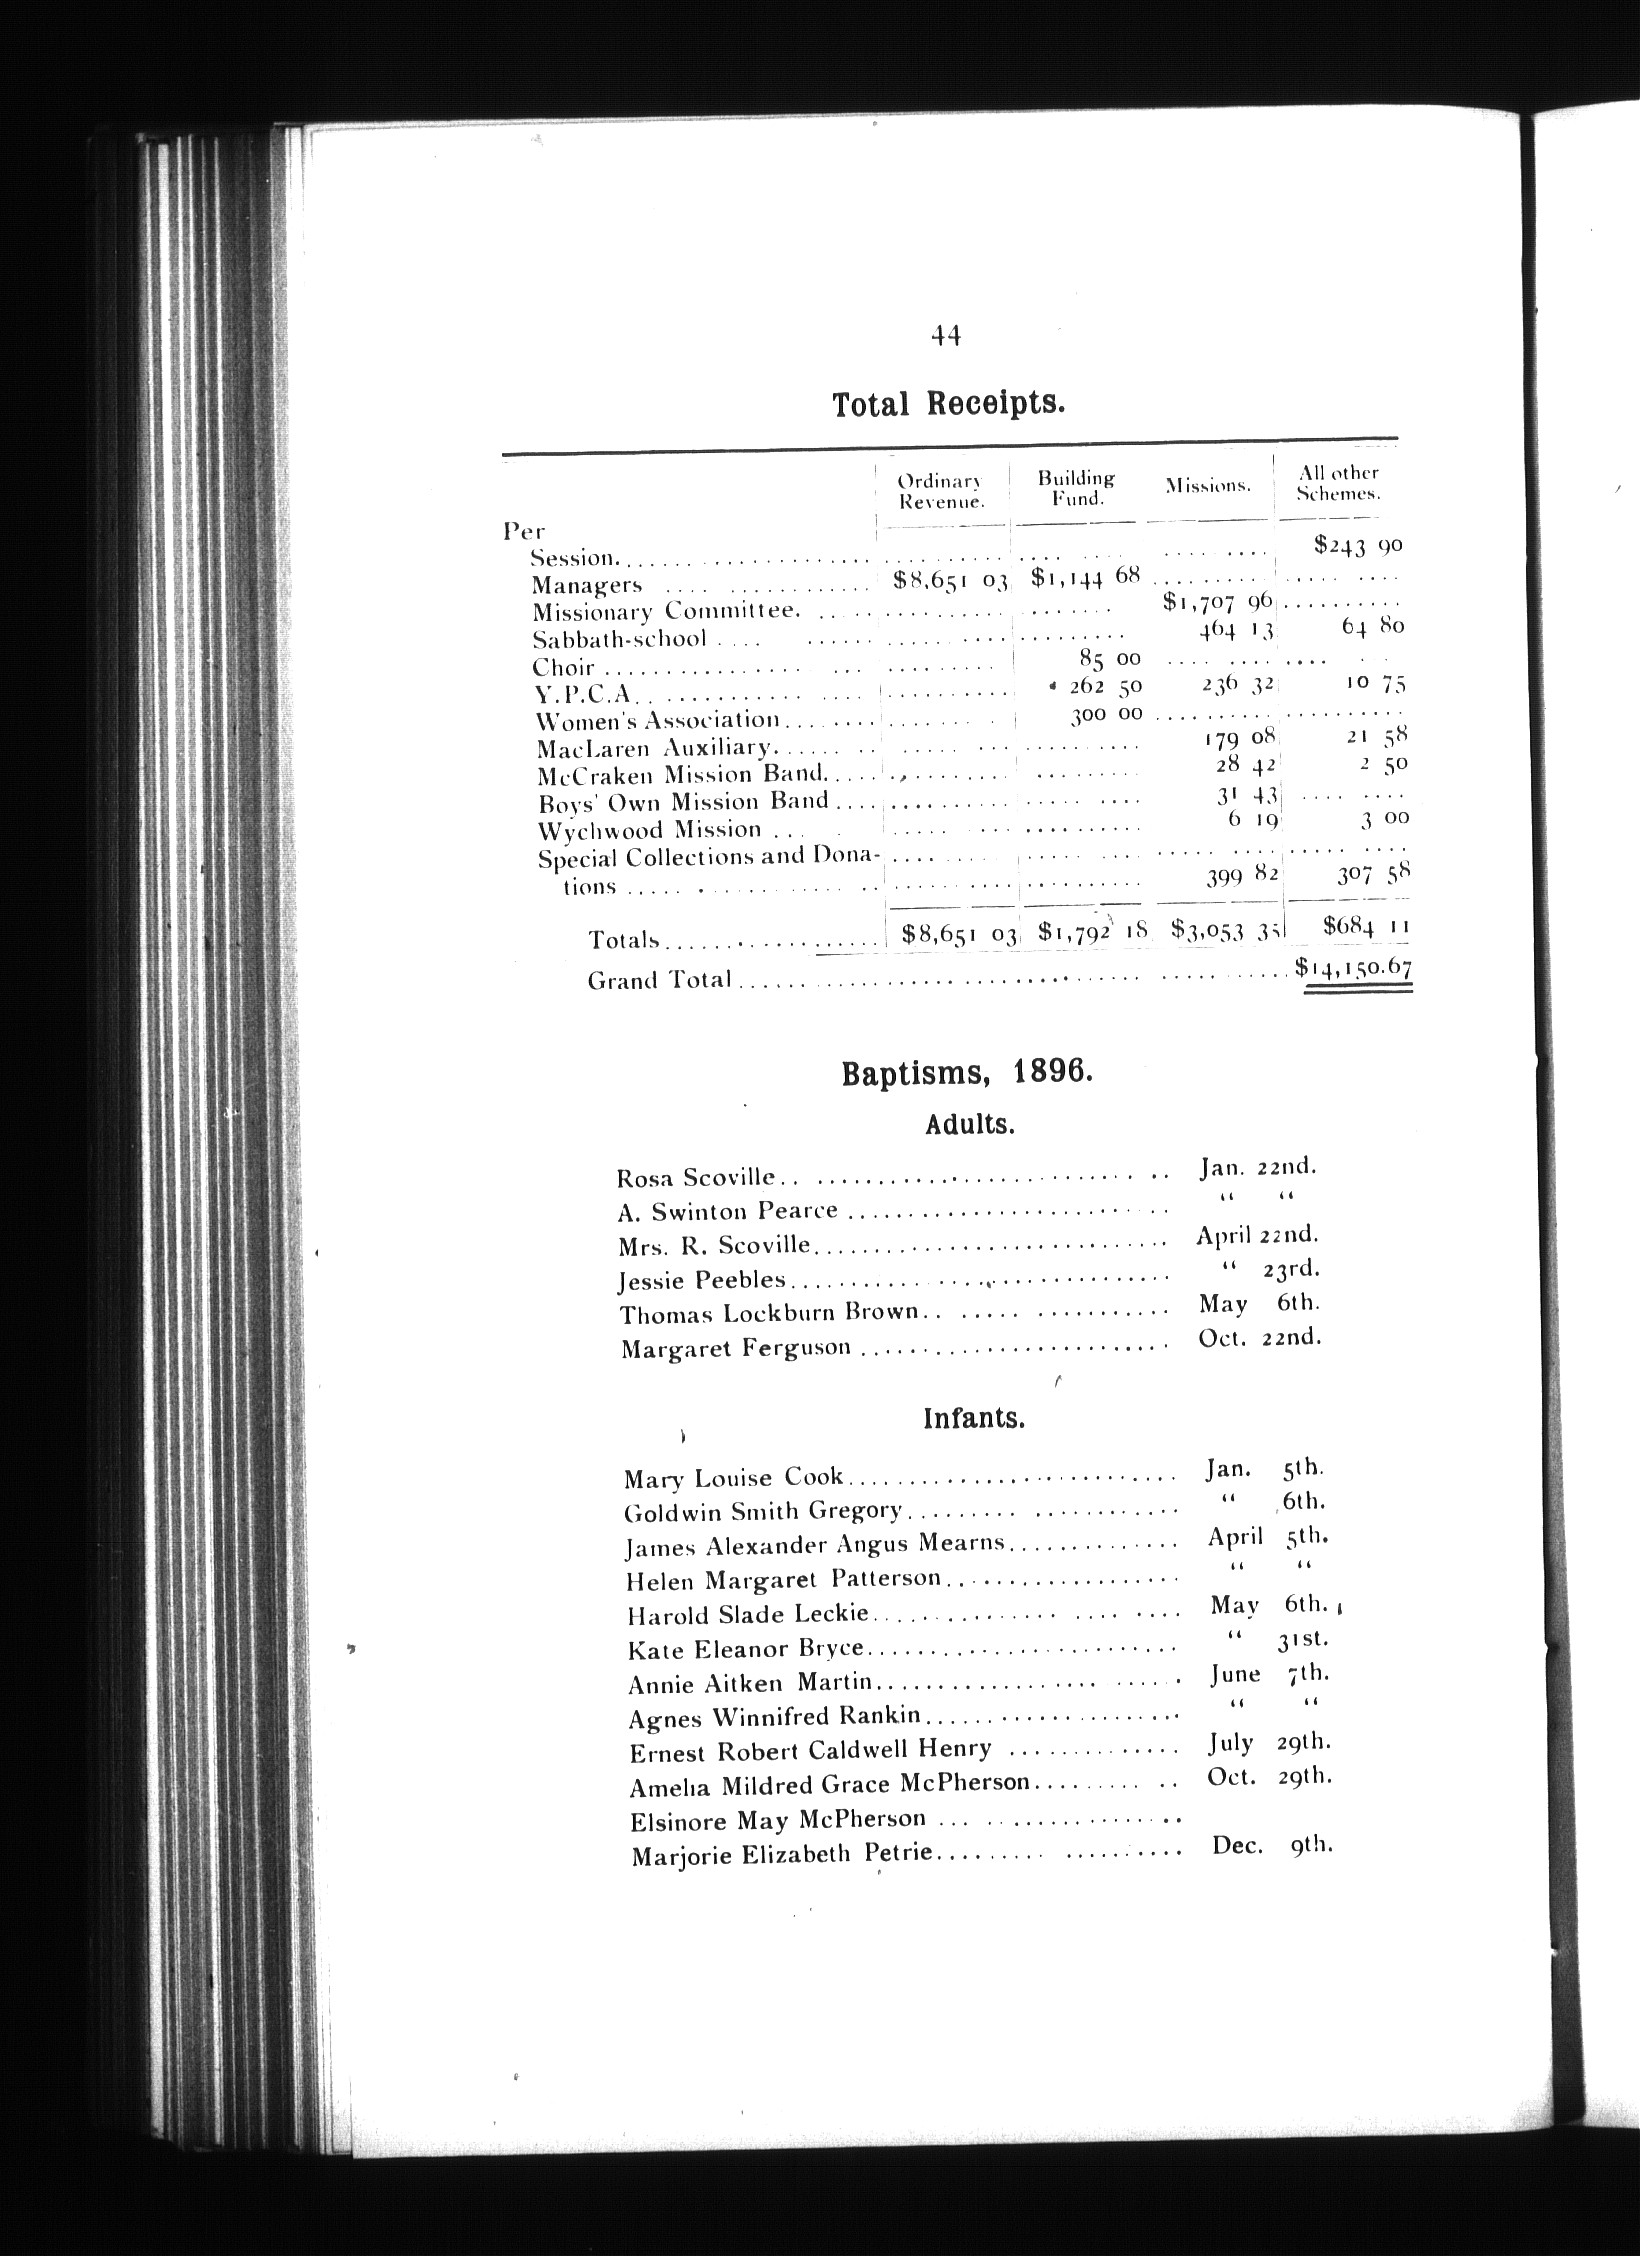 44
Total Receipts.
Ordinary Revenue. Building Fund. Missions. All other Schemes.
Per
Session. $243 90
Managers $8,651 03 $1,144 68
Missionary Committee. $1,707 96
Sabbath-school 464 13 64 80
Choir 85 00
Y.P.C.A. 262 50 236 32 10 75
Women's Association 300 00
MacLaren Auxiliary. 179 08 21 58
McCraken Mission Band. 28 42 2 50
Boys' Own Mission Band 31 43
Wychwood Mission 6 19 3 00
Special Collections and Dona-
tions 399 82 307 58
Totals $8,651 03 $1,792 18 $3,053 35 $684 11
Grand Total $14,150.67
Baptisms, 1896.
Adults.
Rosa Scoville Jan. 22nd.
A. Swinton Pearce “ “
Mrs. R. Scoville April 22nd.
Jessie Peebles “ 23rd.
Thomas Lockburn Brown May 6th.
Margaret Ferguson Oct. 22nd.
Infants.
Mary Louise Cook Jan. 5th.
Goldwin Smith Gregory “ 6th.
James Alexander Angus Mearns April 5th.
Helen Margaret Patterson “ “
Harold Slade Leckie May 6th.
Kate Eleanor Bryce “ 31st.
Annie Aitken Martin June 7th.
Agnes Winnifred Rankin “ “
Ernest Robert Caldwell Henry July 29th.
Amelia Mildred Grace McPherson Oct. 29th.
Elsinore May McPherson
Marjorie Elizabeth Petrie Dec. 9th.